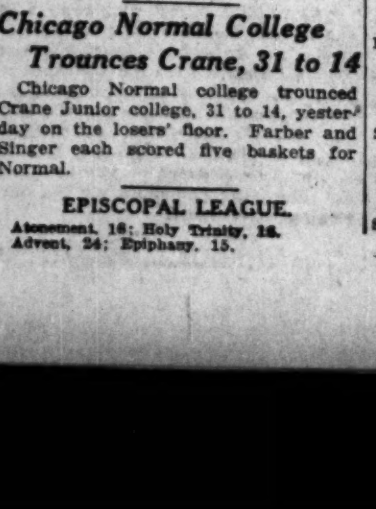 Chicago Normal College
Trounces Crane, 31 to 14
Chicago Normal college trounced
Crane Junior college, 31 to 14, yester-
day on the losers' floor. Farber and
Singer each scored five baskets for
Normal.
EPISCOPAL LEAGUE.
Atonement, 18; Holy Trinity,
Advent, 24; Epiphany, 15.